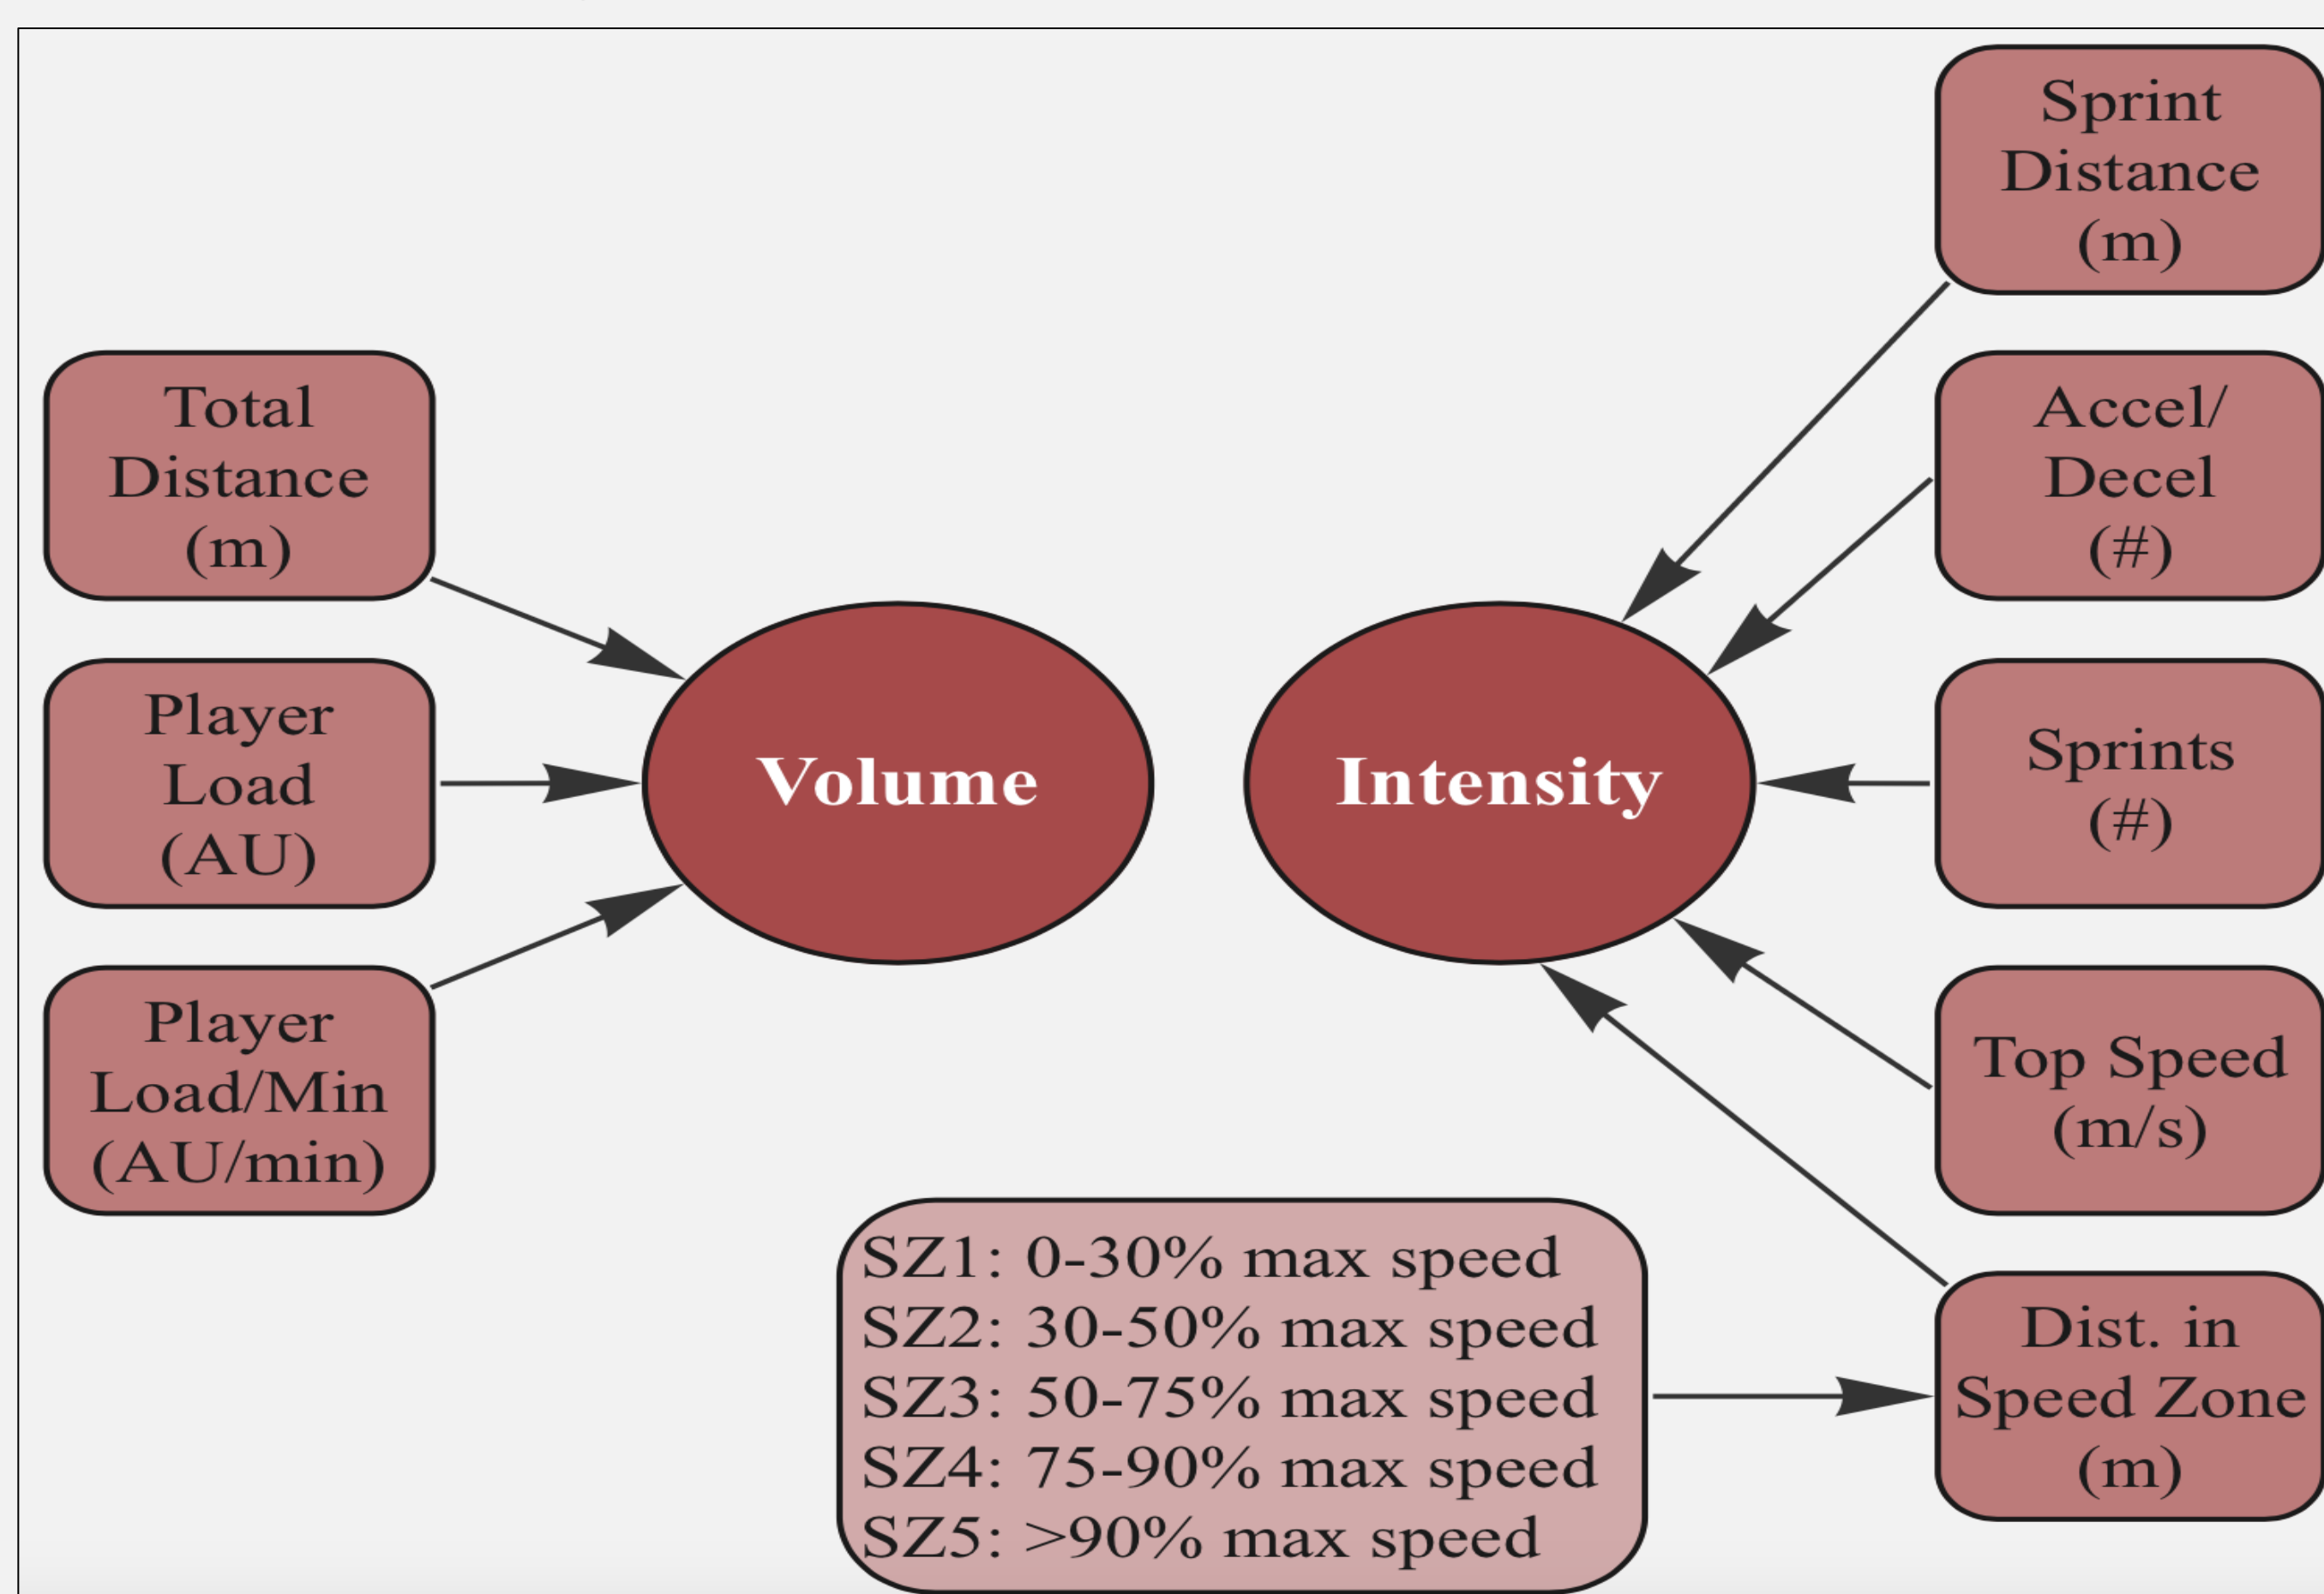 Total
Distance
(m)
Player
Load
(AU)
Player
Load/Min
(AU/min)
Volume
Intensity
Sprint
Distance
(m)
Accel/
Decel
(#)
Sprints
(#)
Top Speed
(m/s)
Dist. in
Speed Zone
(m)
SZ1: 0-30% max speed
SZ2: 30-50% max speed
SZ3: 50-75% max speed
SZ4: 75-90% max speed
SZ5: >90% max speed